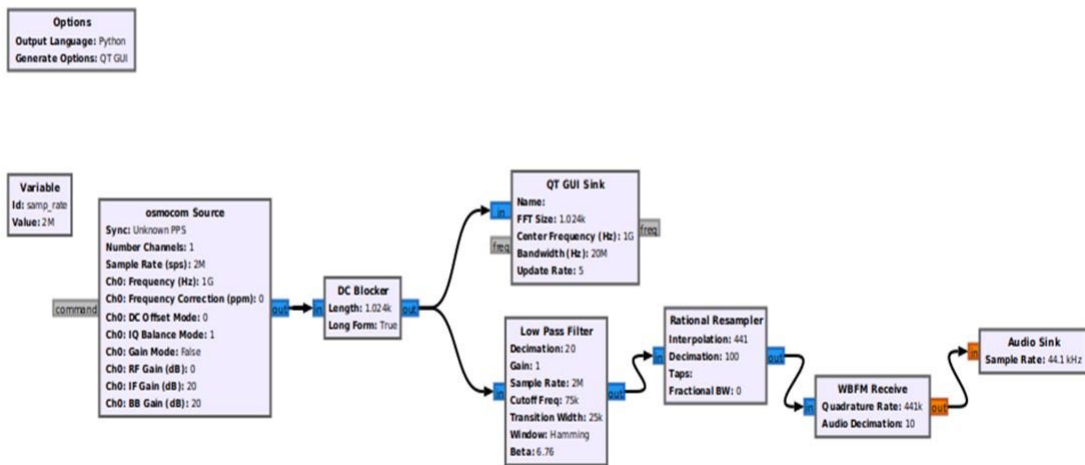 Options
Output Language: Python
Generate Options: QT GUI
Variable
Id: samp_rate
Value: 2M
osmocom Source
Sync: Unknown PPS
Number Channels: 1
Sample Rate (sps): 2M
Ch0: Frequency (Hz): 1G
Ch0: Frequency Correction (ppm): 0
Ch0: DC Offset Mode: 0
Ch0: IQ Balance Mode: 1
Ch0: Gain Mode: False
Ch0: RF Gain (dB): 0
Ch0: IF Gain (dB): 20
Ch0: BB Gain (dB): 20
command
out
in
DC Blocker
Length: 1.024k
Long Form: True
out
in
freq
QT GUI Sink
Name:
FFT Size: 1.024k
Center Frequency (Hz): 1G
Bandwidth (Hz): 20M
Update Rate: 5
freq
in
Low Pass Filter
Decimation: 20
Gain: 1
Sample Rate: 2M
Cutoff Freq: 75k
Transition Width: 25k
Window: Hamming
Beta: 6.76
out
in
Rational Resampler
Interpolation: 441
Decimation: 100
Taps:
Fractional BW: 0
out
in
WBFM Receive
Quadrature Rate: 441k
Audio Decimation: 10
out
in
Audio Sink
Sample Rate: 44.1 kHz